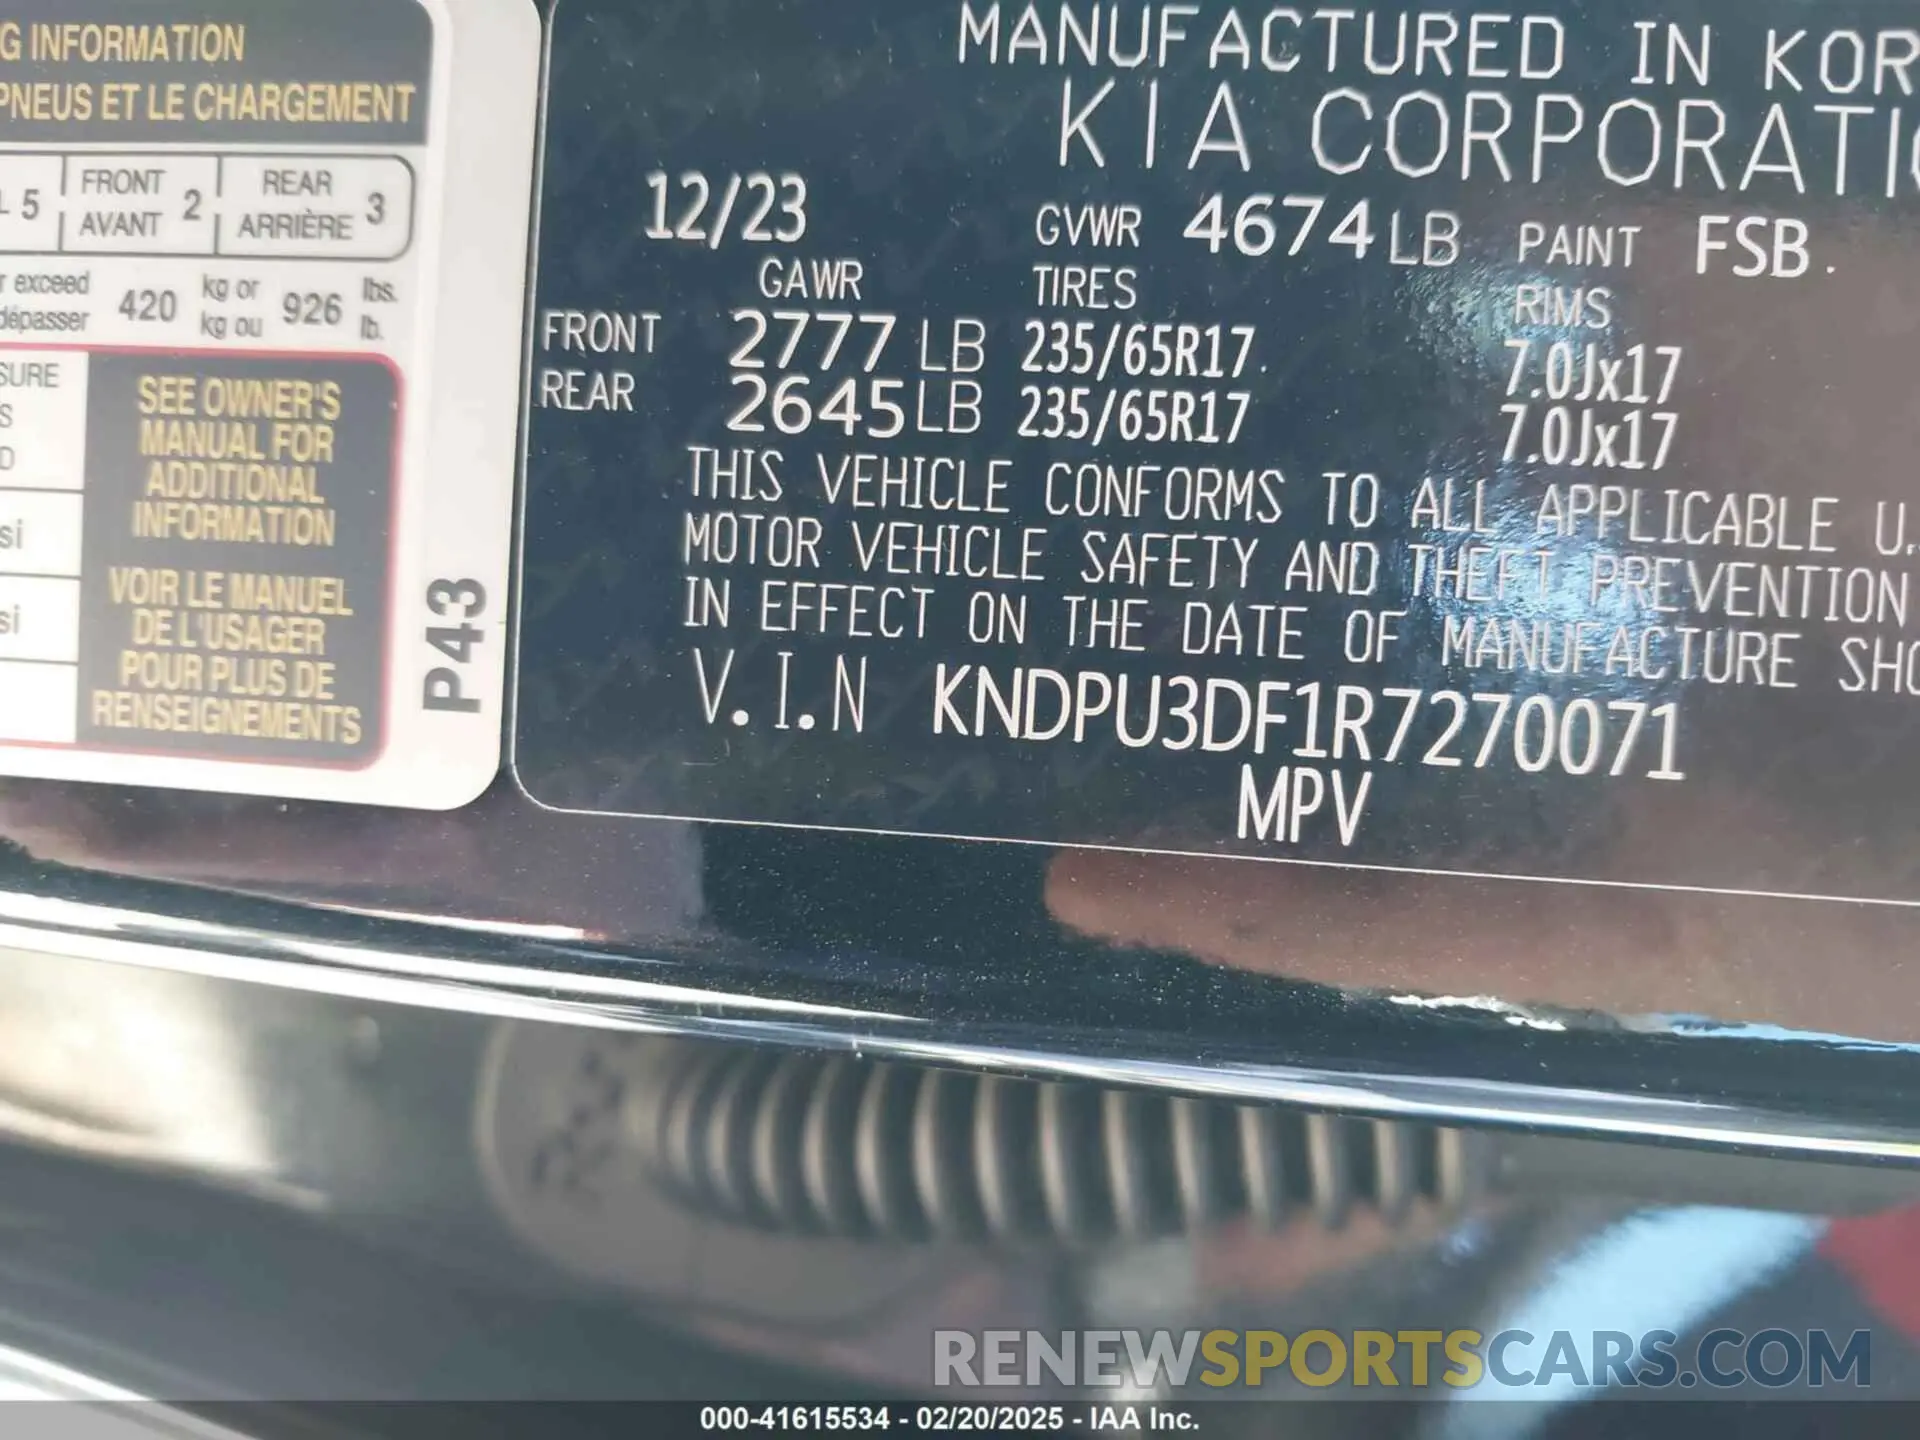 G INFORMATION
PNEUS ET LE CHARGEMENT
L 5 FRONT AVANT 2 REAR ARRIÈRE 3
r exceed
dépasser 420 kg or kg ou 926 lbs. lb.
SURE
S
D
SEE OWNER'S
MANUAL FOR
ADDITIONAL
INFORMATION
si
VOIR LE MANUEL
DE L'USAGER
POUR PLUS DE
RENSEIGNEMENTS
si
P43
MANUFACTURED IN KOR
KIA CORPORATIO
12/23 GVWR 4674 LB PAINT FSB.
GAWR TIRES RIMS
FRONT 2777 LB 235/65R17. 7.0Jx17
REAR 2645 LB 235/65R17 7.0Jx17
THIS VEHICLE CONFORMS TO ALL APPLICABLE U.
MOTOR VEHICLE SAFETY AND THEFT PREVENTION
IN EFFECT ON THE DATE OF MANUFACTURE SHO
V.I.N KNDPU3DF1R7270071
MPV
RENEWSPORTSCARS.COM
000-41615534 - 02/20/2025 - IAA Inc.